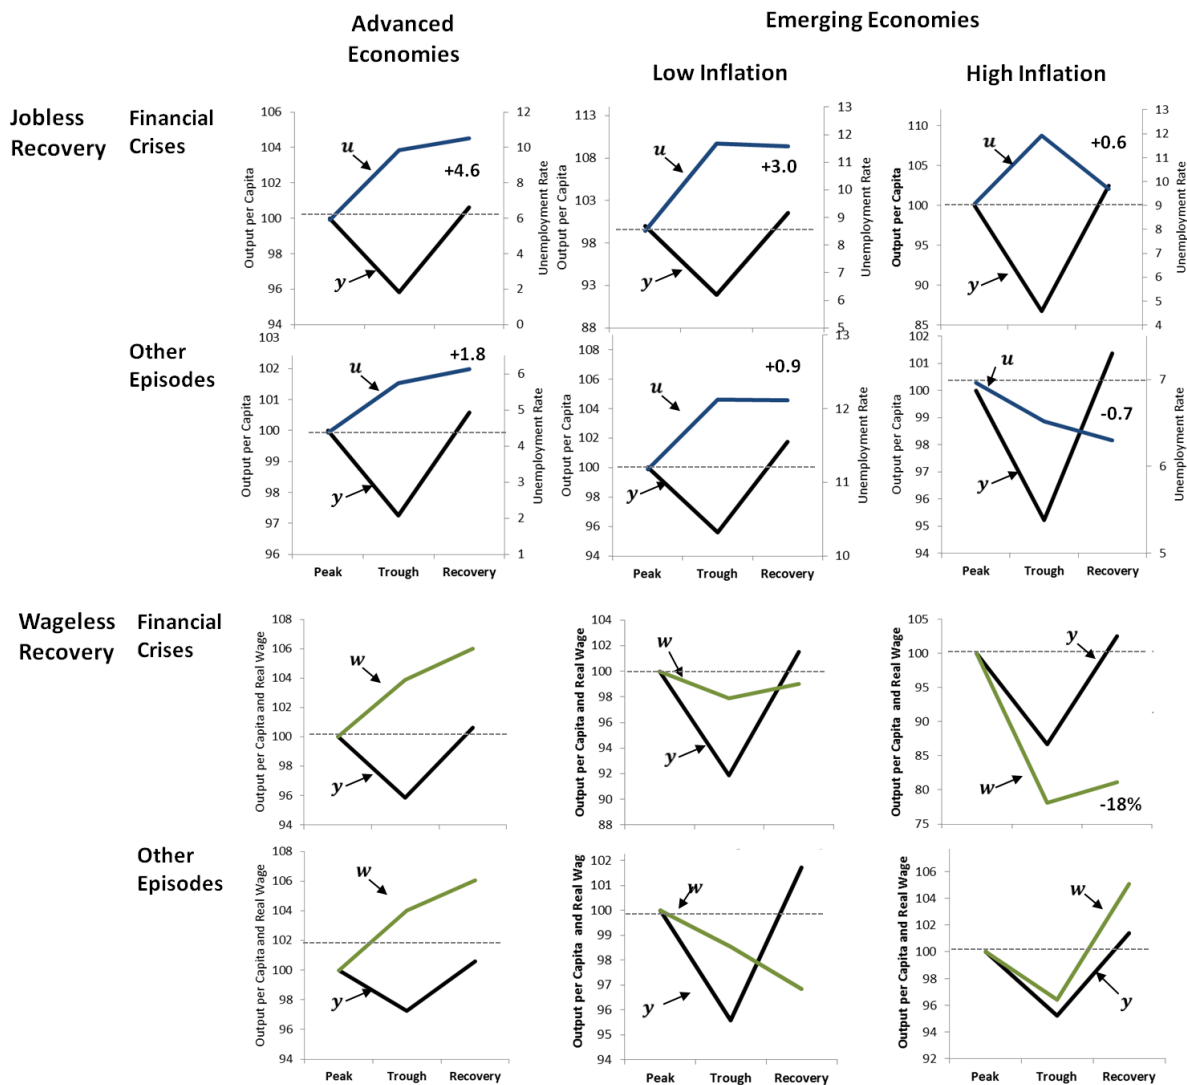 Advanced
Economies
Emerging Economies
Low Inflation
High Inflation
Jobless
Recovery
Financial
Crises
Output per Capita
106
104
102
100
98
96
94
u
+4.6
y
12
10
8
6
4
2
0
Unemployment Rate
Output per Capita
113
108
103
98
93
88
u
+3.0
y
13
12
11
10
9
8
7
6
5
Unemployment Rate
Output per Capita
110
105
100
95
90
85
u
+0.6
y
13
12
11
10
9
8
7
6
5
4
Unemployment Rate
Other
Episodes
Output per Capita
103
102
101
100
99
98
97
96
u
+1.8
y
6
5
4
3
2
1
Unemployment Rate
Peak Trough Recovery
Output per Capita
108
106
104
102
100
98
96
94
u
+0.9
y
13
12
11
10
Unemployment Rate
Peak Trough Recovery
Output per Capita
102
101
100
99
98
97
96
95
94
u
-0.7
y
7
6
5
Unemployment Rate
Peak Trough Recovery
Wageless
Recovery
Financial
Crises
Output per Capita and Real Wage
108
106
104
102
100
98
96
94
w
y
Output per Capita and Real Wage
104
102
100
98
96
94
92
90
88
w
y
Output per Capita and Real Wage
105
100
95
90
85
80
75
y
w
-18%
Other
Episodes
Output per Capita and Real Wage
108
106
104
102
100
98
96
94
w
y
Peak Trough Recovery
Output per Capita and Real Wag
102
101
100
99
98
97
96
95
94
w
y
Peak Trough Recovery
Output per Capita and Real Wage
106
104
102
100
98
96
94
92
w
y
Peak Trough Recovery